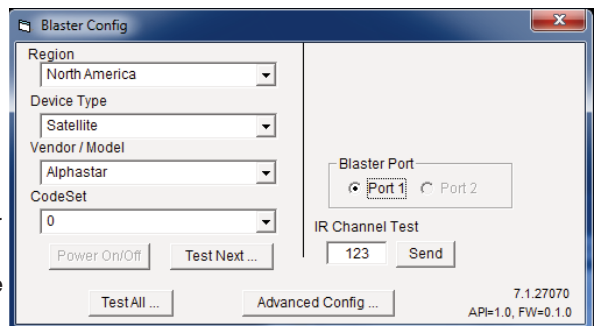 Blaster Config
Region
North America
Device Type
Satellite
Vendor / Model
Alphastar
CodeSet
0
Power On/Off
Test Next ...
Blaster Port
Port 1
Port 2
IR Channel Test
123
Send
Test All ...
Advanced Config ...
7.1.27070
API=1.0, FW=0.1.0